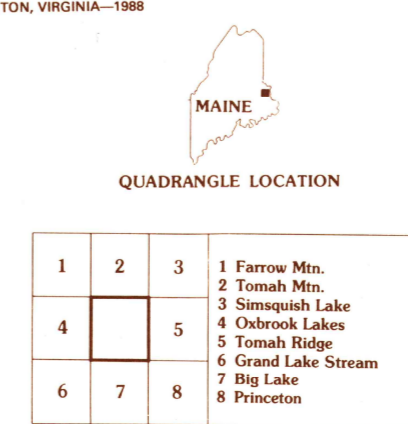 TON, VIRGINIA—1988
MAINE
QUADRANGLE LOCATION
1 2 3
4 5
6 7 8
1 Farrow Mtn.
2 Tomah Mtn.
3 Simsquish Lake
4 Oxbrook Lakes
5 Tomah Ridge
6 Grand Lake Stream
7 Big Lake
8 Princeton